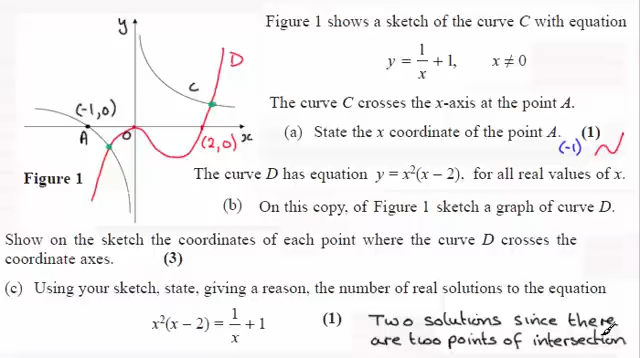 Figure 1 shows a sketch of the curve C with equation
y
D
y = 1/x + 1, x ≠ 0
C
The curve C crosses the x-axis at the point A.
(-1,0)
A
O
(2,0)
x
(a) State the x coordinate of the point A. (1)
(-1)
Figure 1
The curve D has equation y = x²(x – 2). for all real values of x.
(b) On this copy, of Figure 1 sketch a graph of curve D.
Show on the sketch the coordinates of each point where the curve D crosses the
coordinate axes. (3)
(c) Using your sketch, state, giving a reason, the number of real solutions to the equation
x²(x – 2) = 1/x + 1 (1)
Two solutions since there
are two points of intersection